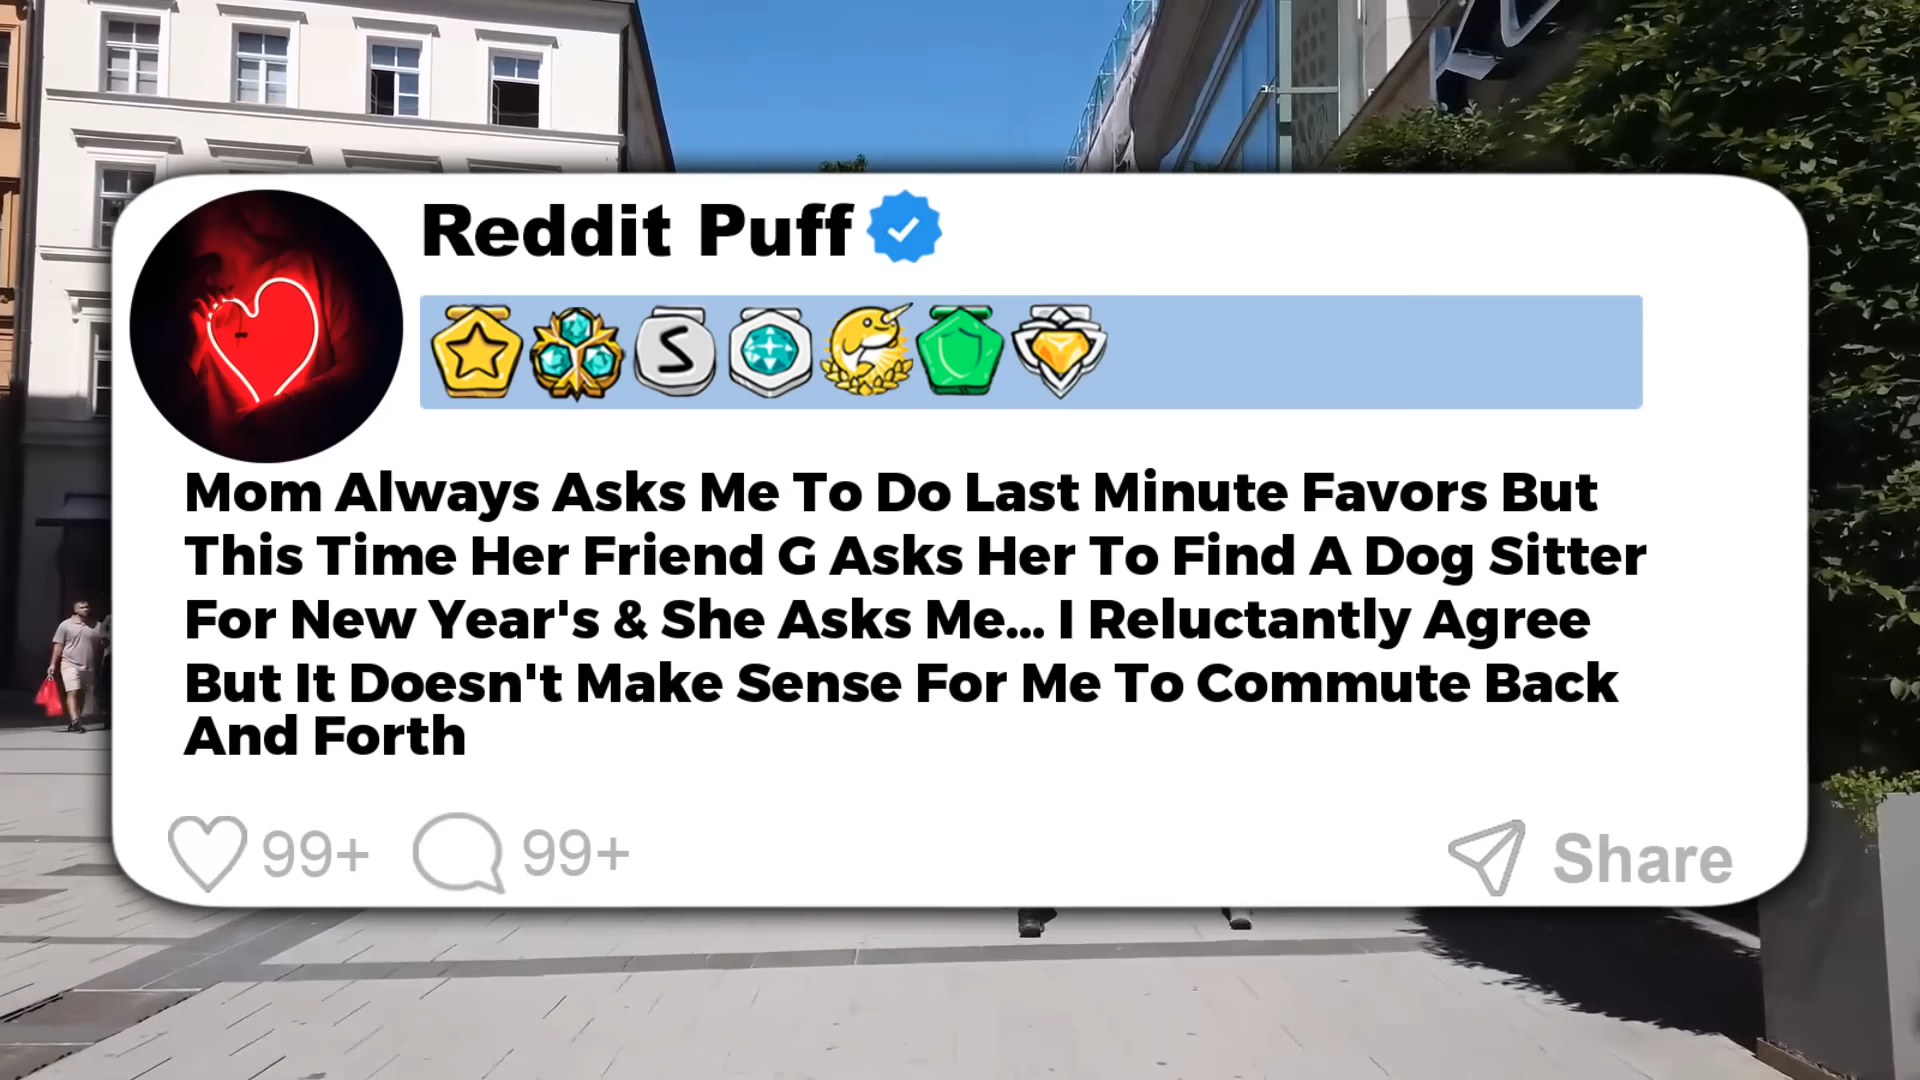 Reddit Puff
S
Mom Always Asks Me To Do Last Minute Favors But
This Time Her Friend G Asks Her To Find A Dog Sitter
For New Year's & She Asks Me... I Reluctantly Agree
But It Doesn't Make Sense For Me To Commute Back
And Forth
99+ 99+ Share